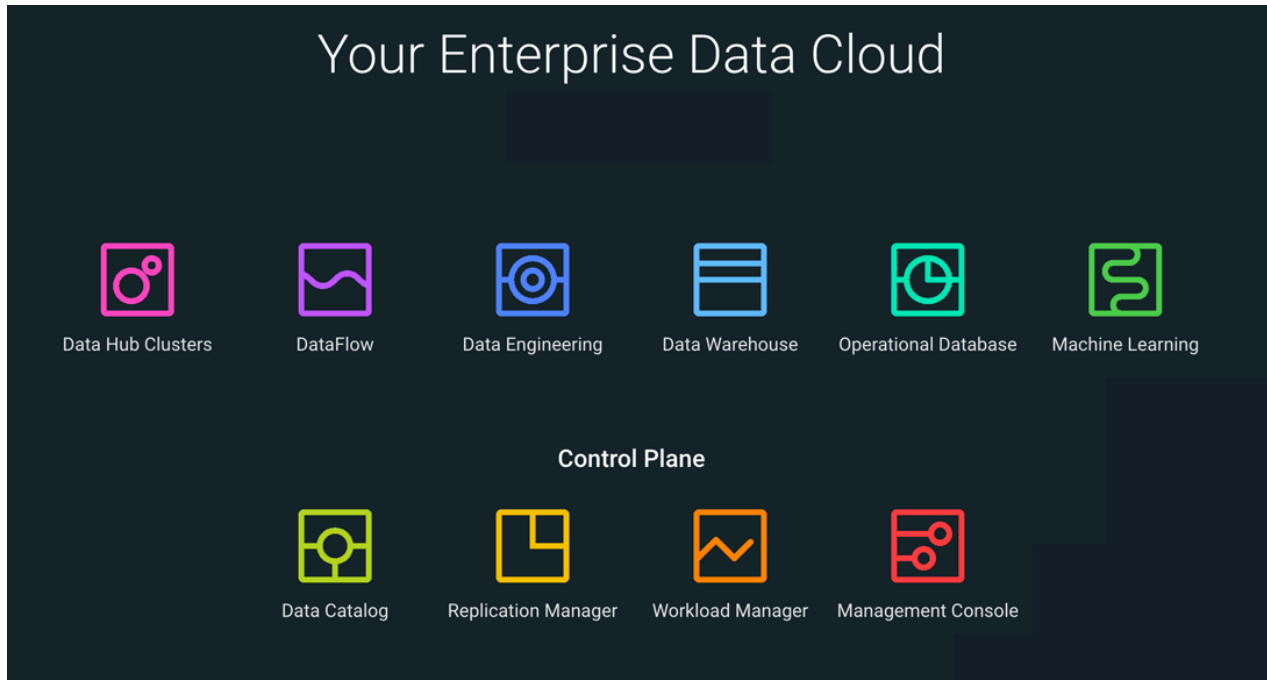 Your Enterprise Data Cloud
Data Hub Clusters
DataFlow
Data Engineering
Data Warehouse
Operational Database
Machine Learning
Control Plane
Data Catalog
Replication Manager
Workload Manager
Management Console